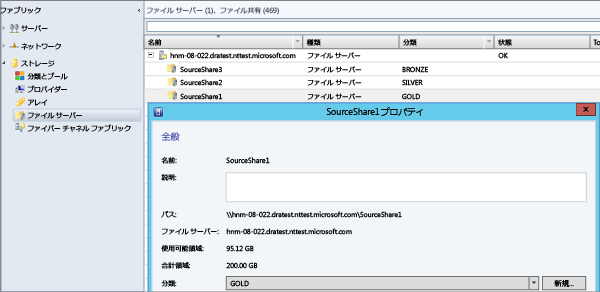 ファブリック
サーバー
ネットワーク
ストレージ
分類とプール
プロバイダー
アレイ
ファイル サーバー
ファイバー チャネル ファブリック
ファイル サーバー (1)、ファイル共有 (469)
名前 種類 分類 状態 To
hnm-08-022.dratest.nttest.microsoft.com ファイル サーバー OK
SourceShare3 ファイル サーバー BRONZE
SourceShare2 ファイル サーバー SILVER
SourceShare1 ファイル サーバー GOLD
SourceShare1 プロパティ
全般
名前: SourceShare1
説明:
パス: \\hnm-08-022.dratest.nttest.microsoft.com\SourceShare1
ファイル サーバー: hnm-08-022.dratest.nttest.microsoft.com
使用可能領域: 95.12 GB
合計領域: 200.00 GB
分類: GOLD 新規...